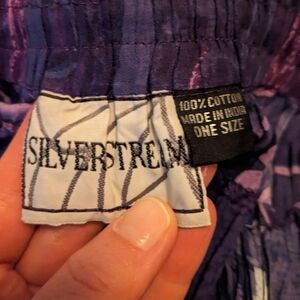 SILVERSTREAM
100% COTTON
MADE IN INDIA
ONE SIZE